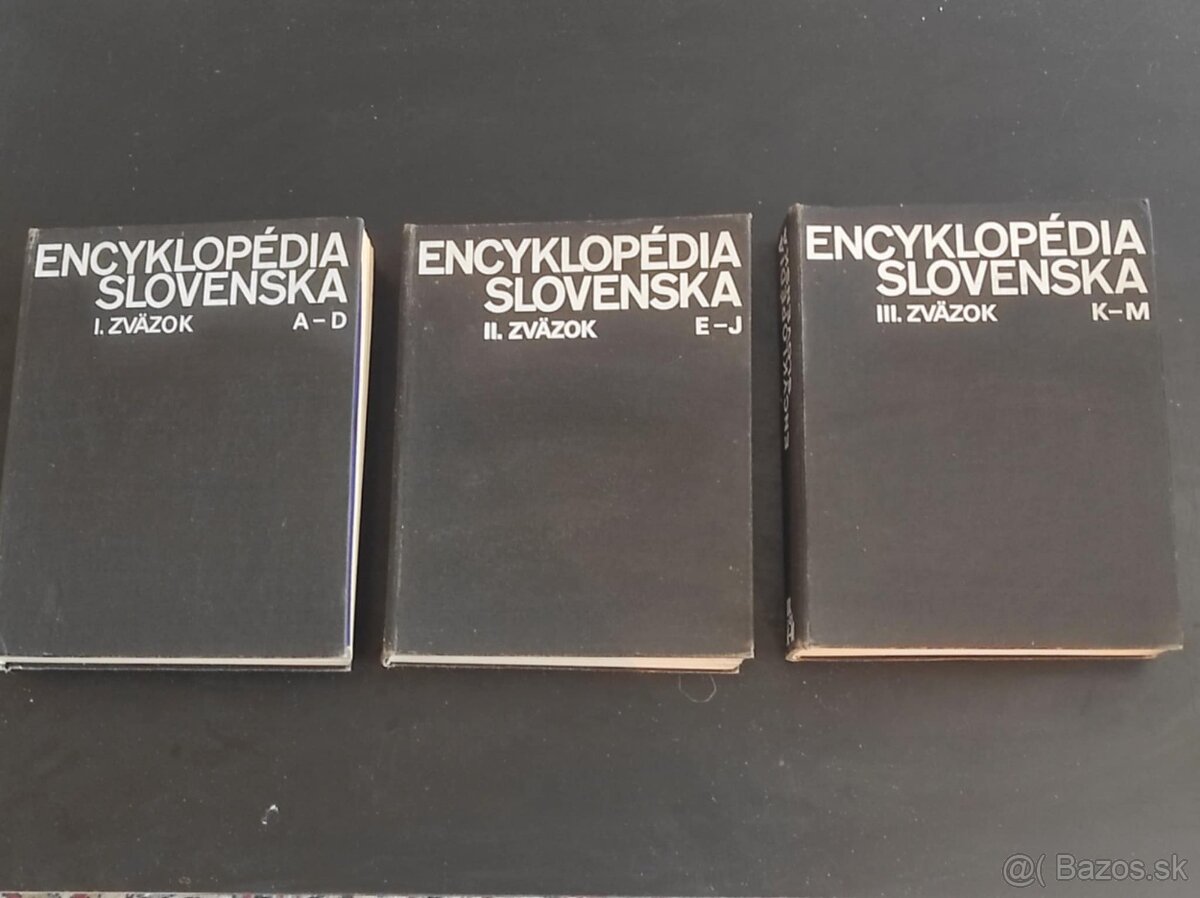 ENCYKLOPÉDIA
SLOVENSKA
I. ZVÄZOK A–D
ENCYKLOPÉDIA
SLOVENSKA
II. ZVÄZOK E–J
ENCYKLOPÉDIA
SLOVENSKA
III. ZVÄZOK K–M
@( Bazos.sk